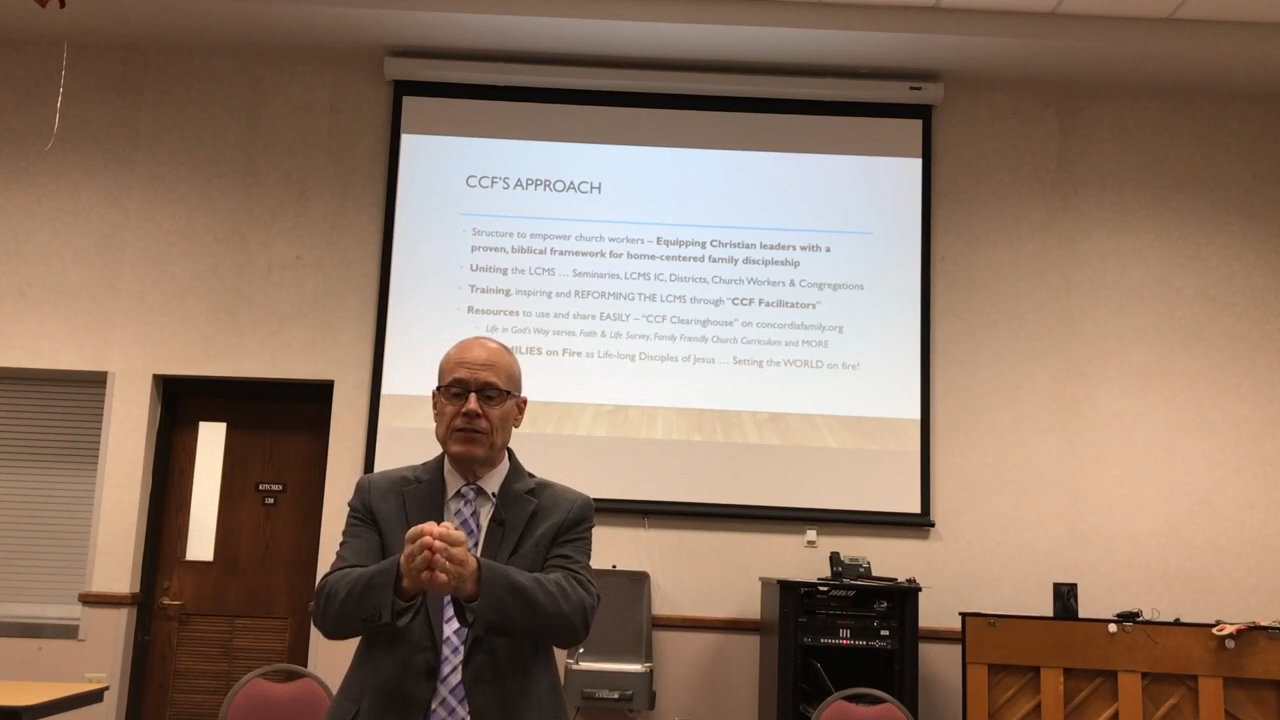 CCF'S APPROACH
Structure to empower church workers – Equipping Christian leaders with a
proven, biblical framework for home-centered family discipleship
Uniting the LCMS ... Seminaries, LCMS IC, Districts, Church Workers & Congregations
Training, inspiring and REFORMING THE LCMS through "CCF Facilitators"
Resources to use and share EASILY – "CCF Clearinghouse" on concordiafamily.org
Life in God's Way series, Faith & Life Survey, Family Friendly Church Curriculum and MORE
MILIES on Fire as Life-long Disciples of Jesus ... Setting the WORLD on fire!
KITCHEN
128